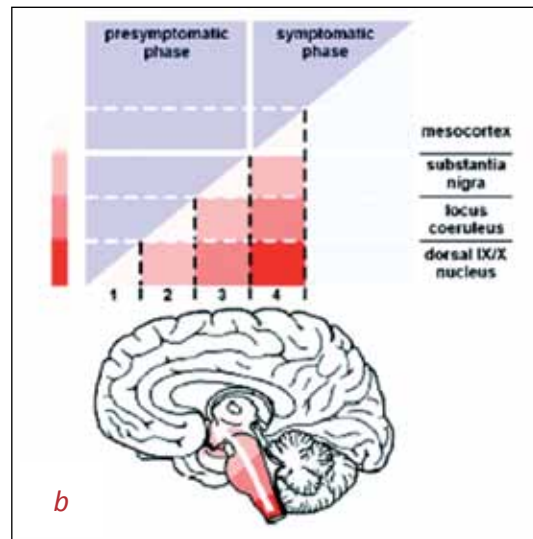 presymptomatic
phase
symptomatic
phase
mesocortex
substantia
nigra
locus
coeruleus
dorsal IX/X
nucleus
1 2 3 4
b